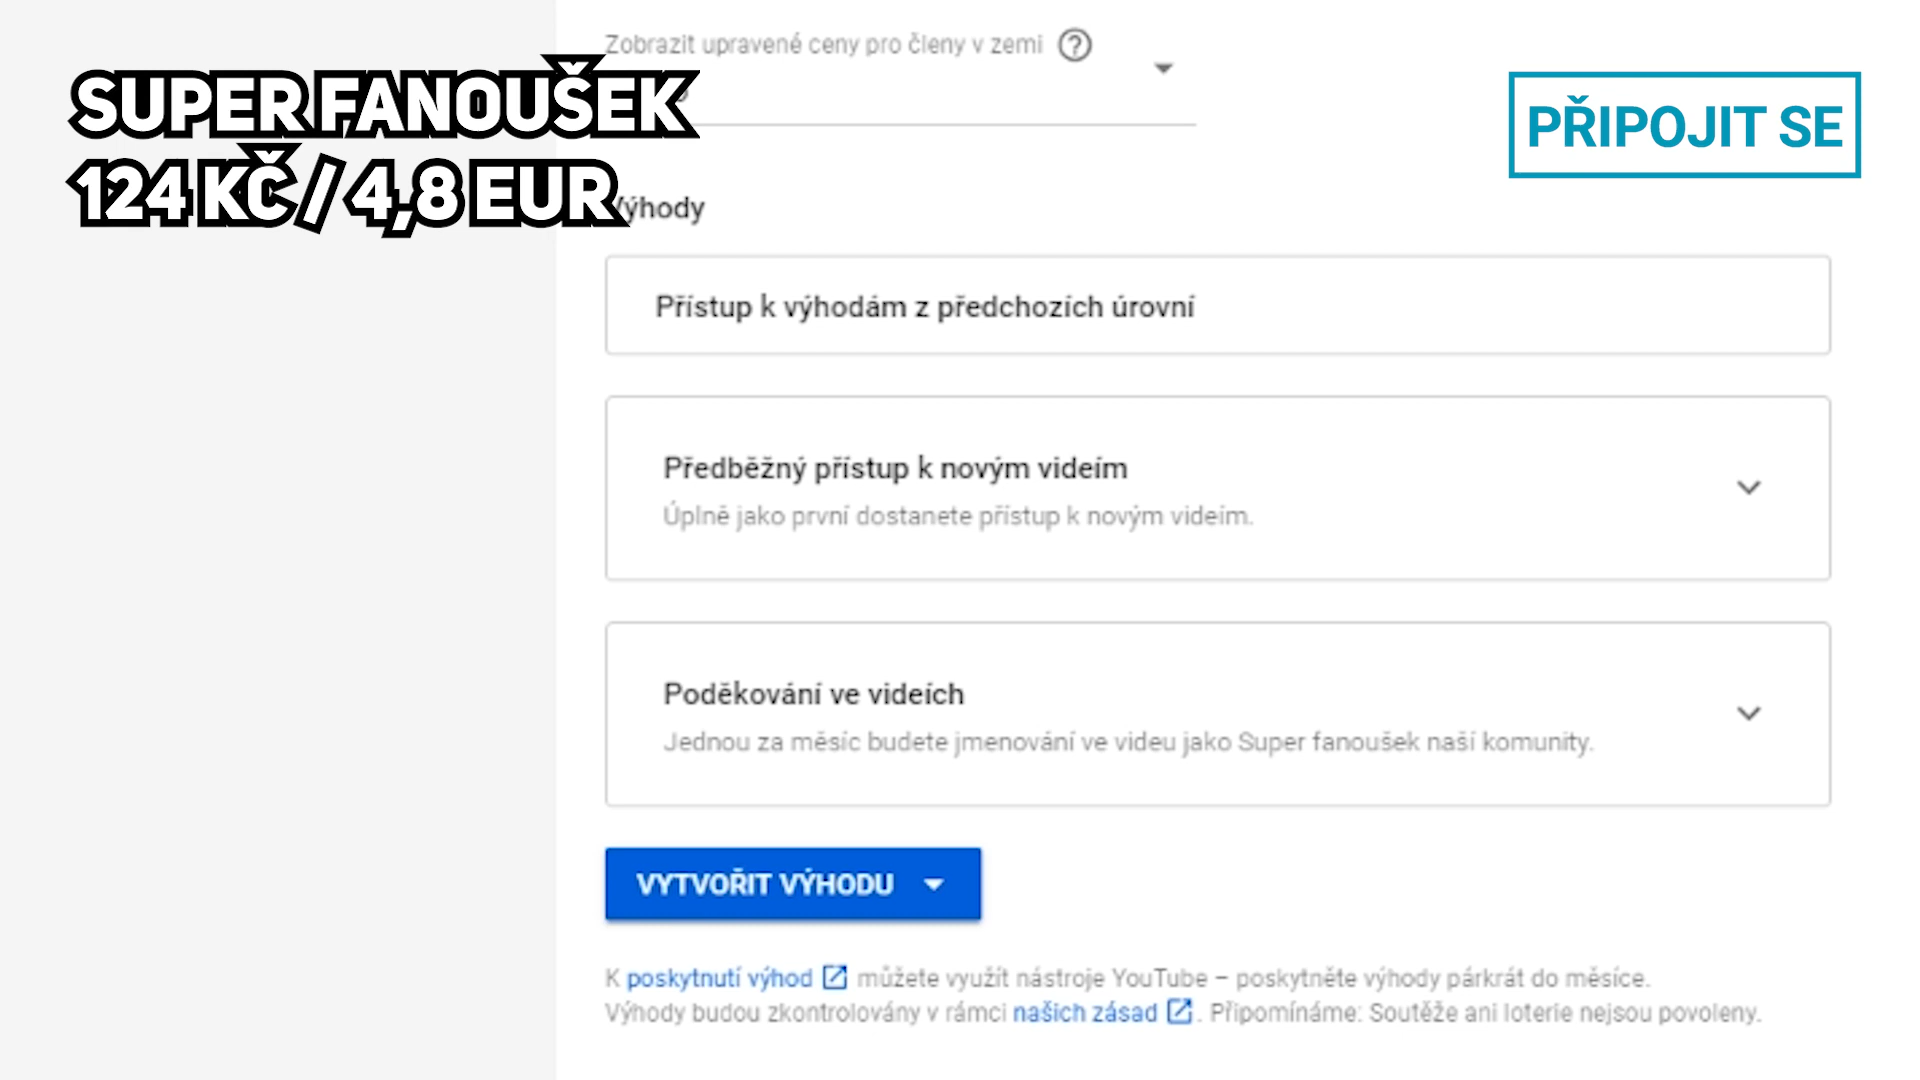 Zobrazit upravené ceny pro členy v zemi
SUPER FANOUŠEK
124 KČ / 4,8 EUR
PŘIPOJIT SE
Výhody
Přístup k výhodám z předchozích úrovní
Předběžný přístup k novým videím
Úplně jako první dostanete přístup k novým videím.
Poděkování ve videích
Jednou za měsíc budete jmenování ve videu jako Super fanoušek naší komunity.
VYTVOŘIT VÝHODU
K poskytnutí výhod můžete využít nástroje YouTube – poskytněte výhody párkrát do měsíce.
Výhody budou zkontrolovány v rámci našich zásad. Připomínáme: Soutěže ani loterie nejsou povoleny.